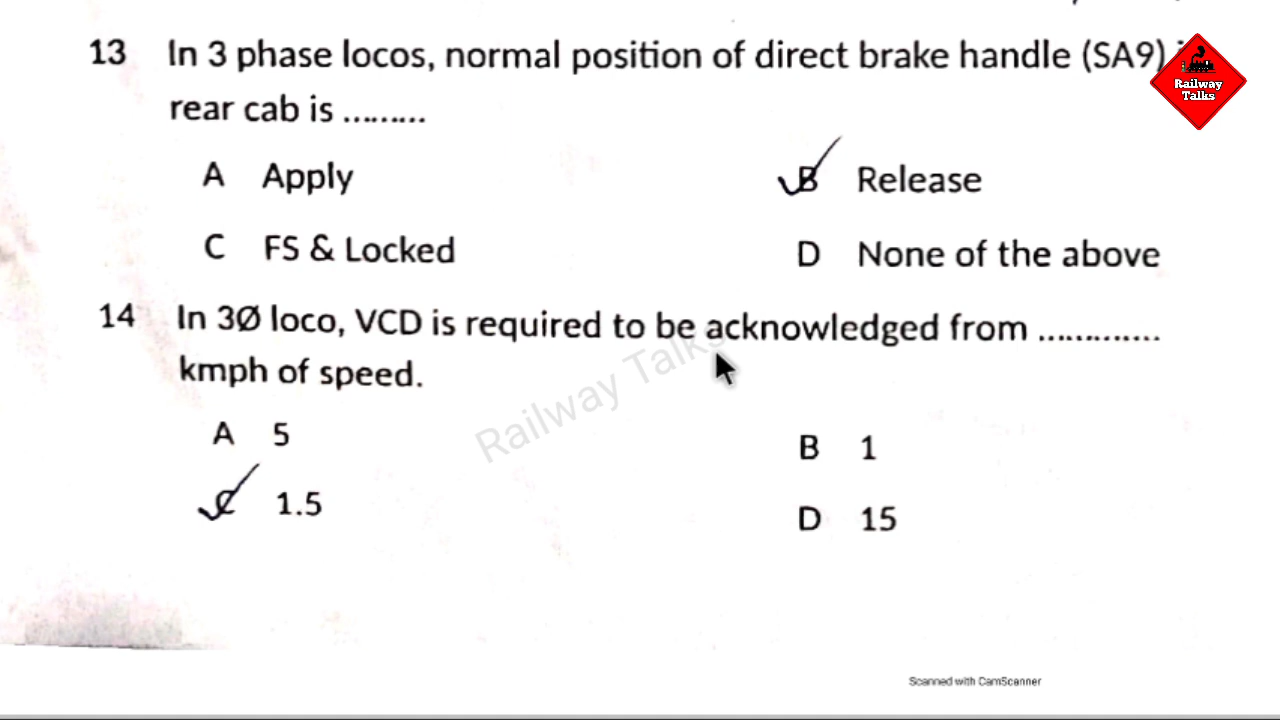 13 In 3 phase locos, normal position of direct brake handle (SA9)
Railway
Talks
rear cab is .........
A Apply
B Release
C FS & Locked
D None of the above
14 In 3Ø loco, VCD is required to be acknowledged from .............
kmph of speed.
Railway Talks
A 5
B 1
C 1.5
D 15
Scanned with CamScanner